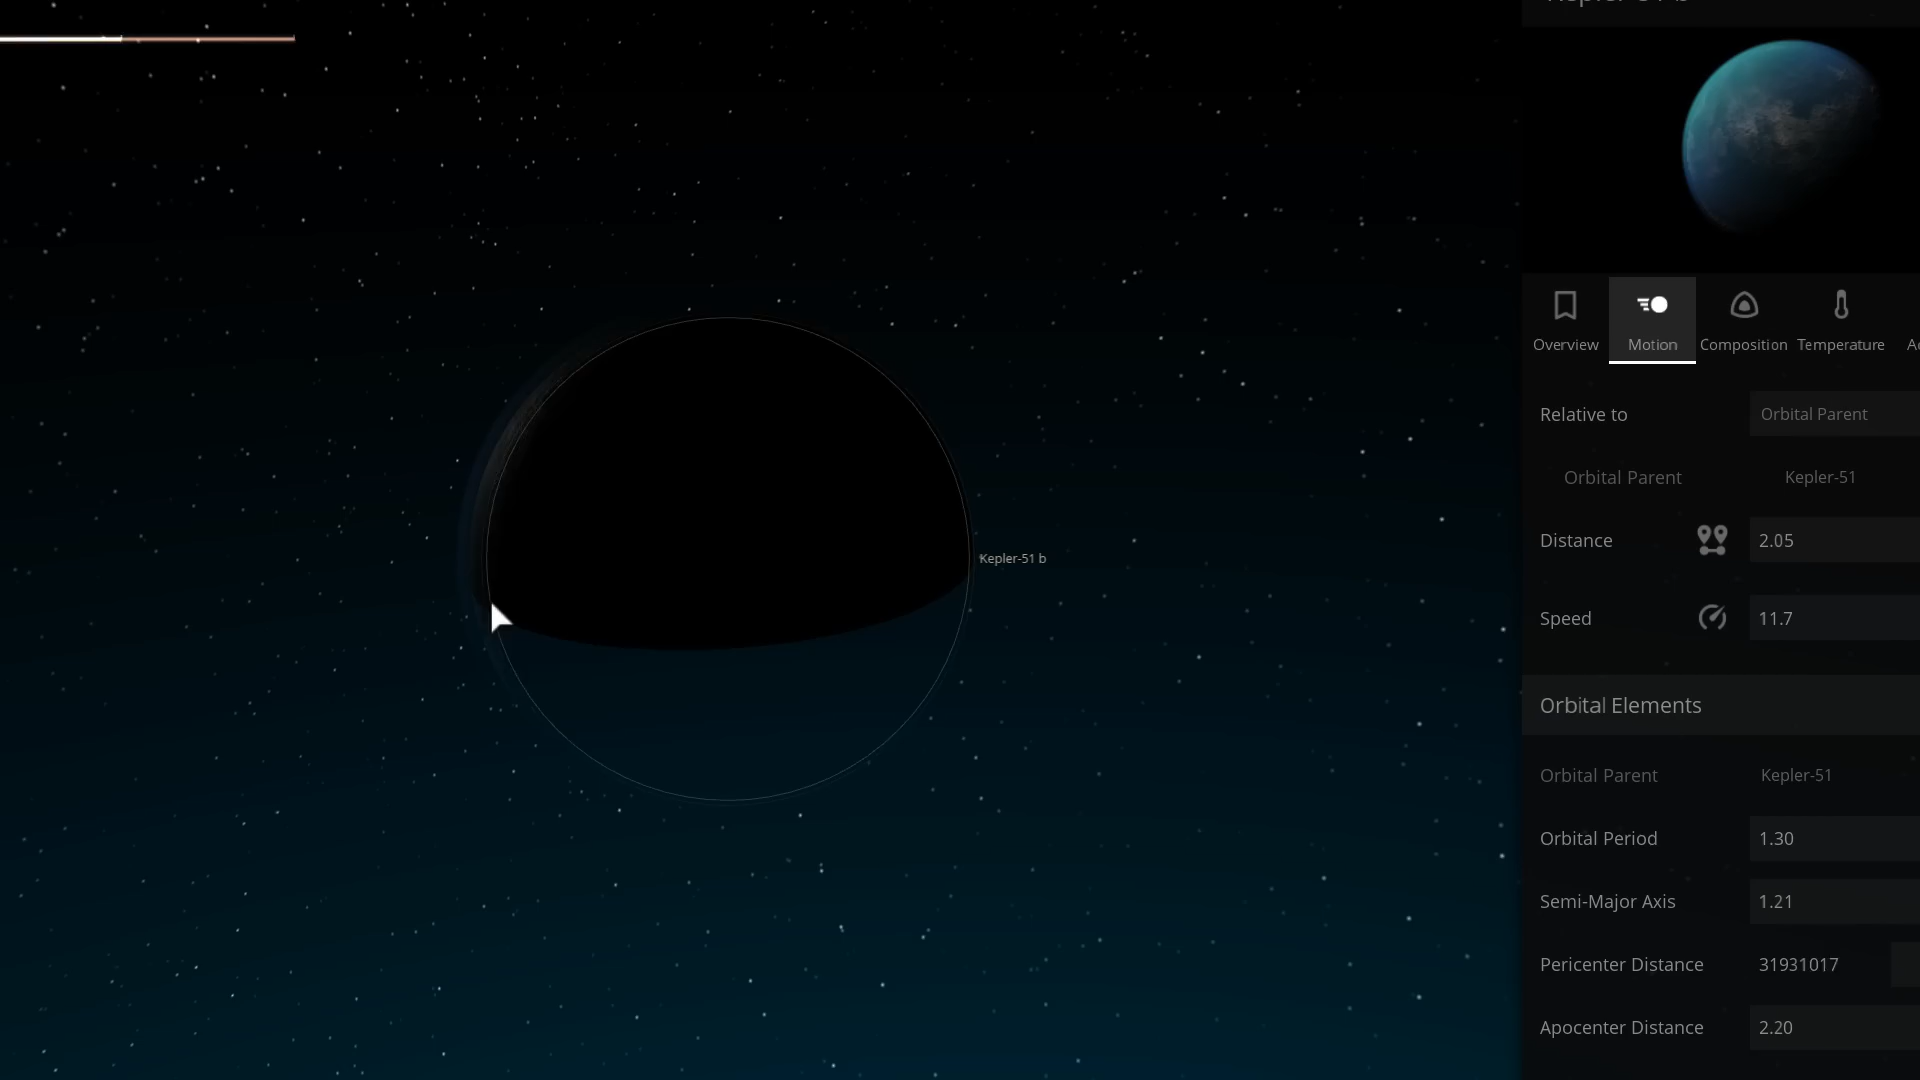 Kepler-51 b
Overview Motion Composition Temperature
Relative to Orbital Parent
Orbital Parent Kepler-51
Distance 2.05
Kepler-51 b
Speed 11.7
Orbital Elements
Orbital Parent Kepler-51
Orbital Period 1.30
Semi-Major Axis 1.21
Pericenter Distance 31931017
Apocenter Distance 2.20